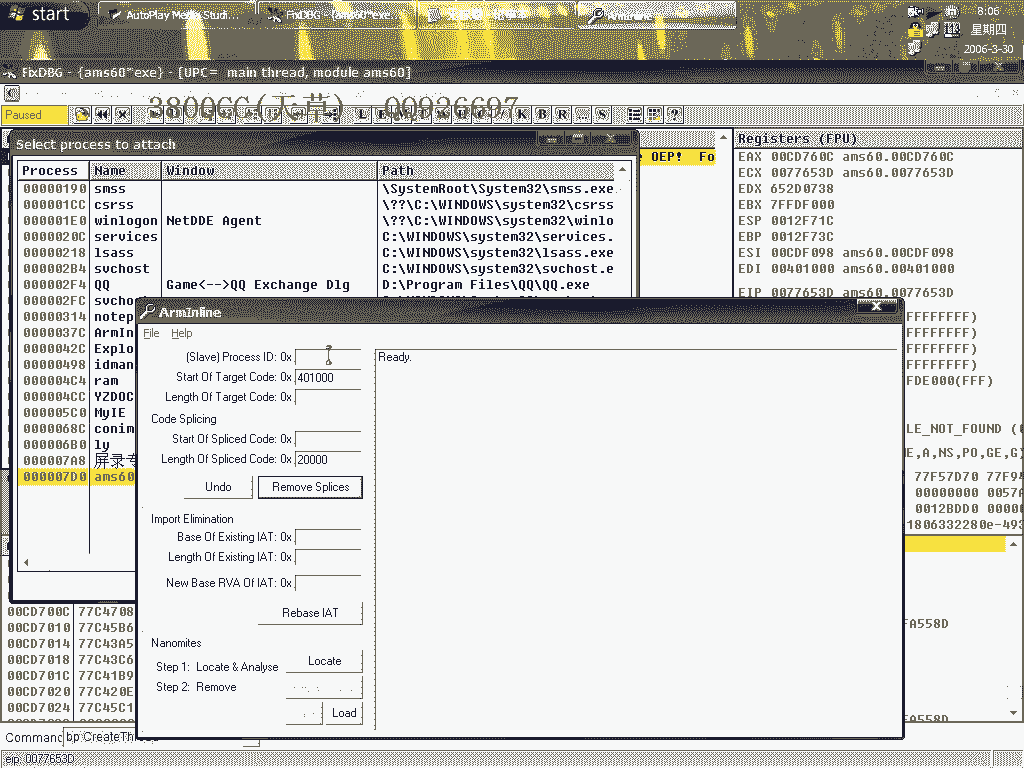 start
AutoPlay Media Studi...
FixDBG - {ams60*exe...
ArmInline
8:06
星期四
2006-3-30
FixDBG - {ams60*exe} - [UPC= main thread, module ams60]
3800CC(天草) QQ926697
Paused
K B R S ?
Select process to attach
Process Name Window Path
00000190 smss \SystemRoot\System32\smss.exe
000001CC csrss \??\C:\WINDOWS\system32\csrss
000001E0 winlogon NetDDE Agent \??\C:\WINDOWS\system32\winlo
0000020C services C:\WINDOWS\system32\services.
00000218 lsass C:\WINDOWS\system32\lsass.exe
000002B4 svchost C:\WINDOWS\system32\svchost.e
000002F4 QQ Game<-->QQ Exchange Dlg D:\Program Files\QQ\QQ.exe
000002FC svcho
00000314 notep
0000037C ArmIn
0000042C Explo
00000498 idman
000004C4 ram
000004CC YZDOC
000005C0 MyIE
0000068C conim
000006B0 ly
000007A8 屏录专
000007D0 ams60
OEP! Fo
Registers (FPU)
EAX 00CD760C ams60.00CD760C
ECX 0077653D ams60.0077653D
EDX 652D0738
EBX 7FFDF000
ESP 0012F71C
EBP 0012F73C
ESI 00CDF098 ams60.00CDF098
EDI 00401000 ams60.00401000
EIP 0077653D ams60.0077653D
FFFFFFFF)
FFFFFFFF)
FFFFFFFF)
FFFFFFFF)
FDE000(FFF)
LE_NOT_FOUND (
E,A,NS,PO,GE,G)
77F57D70 77F9
00000000 0057
0012BDD0 0000
1806332280e-493
ArmInline
File Help
(Slave) Process ID: 0x
Start Of Target Code: 0x 401000
Length Of Target Code: 0x
Code Splicing
Start Of Spliced Code: 0x
Length Of Spliced Code: 0x 20000
Undo Remove Splices
Import Elimination
Base Of Existing IAT: 0x
Length Of Existing IAT: 0x
New Base RVA Of IAT: 0x
Rebase IAT
Nanomites
Step 1: Locate & Analyse Locate
Step 2: Remove
Load
Ready.
00CD700C 77C4708
00CD7010 77C45B6
00CD7014 77C43A5
00CD7018 77C43C6
00CD701C 77C41B9
00CD7020 77C420E
00CD7024 77C45C1
FA558D
FA558D
Command bp CreateTh
eip: 0077653D